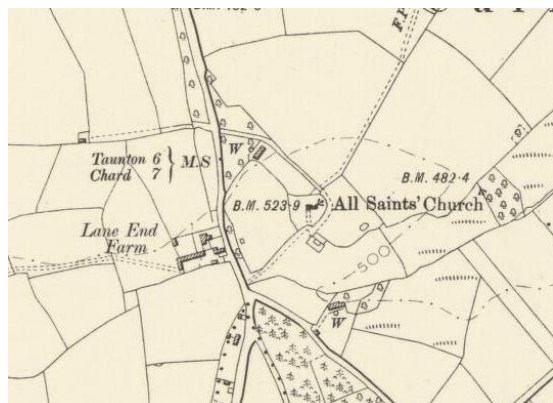 F.P.
Taunton 6
Chard 7
M.S
W
B.M. 523·9
All Saints' Church
B.M. 482·4
Lane End
Farm
500
W